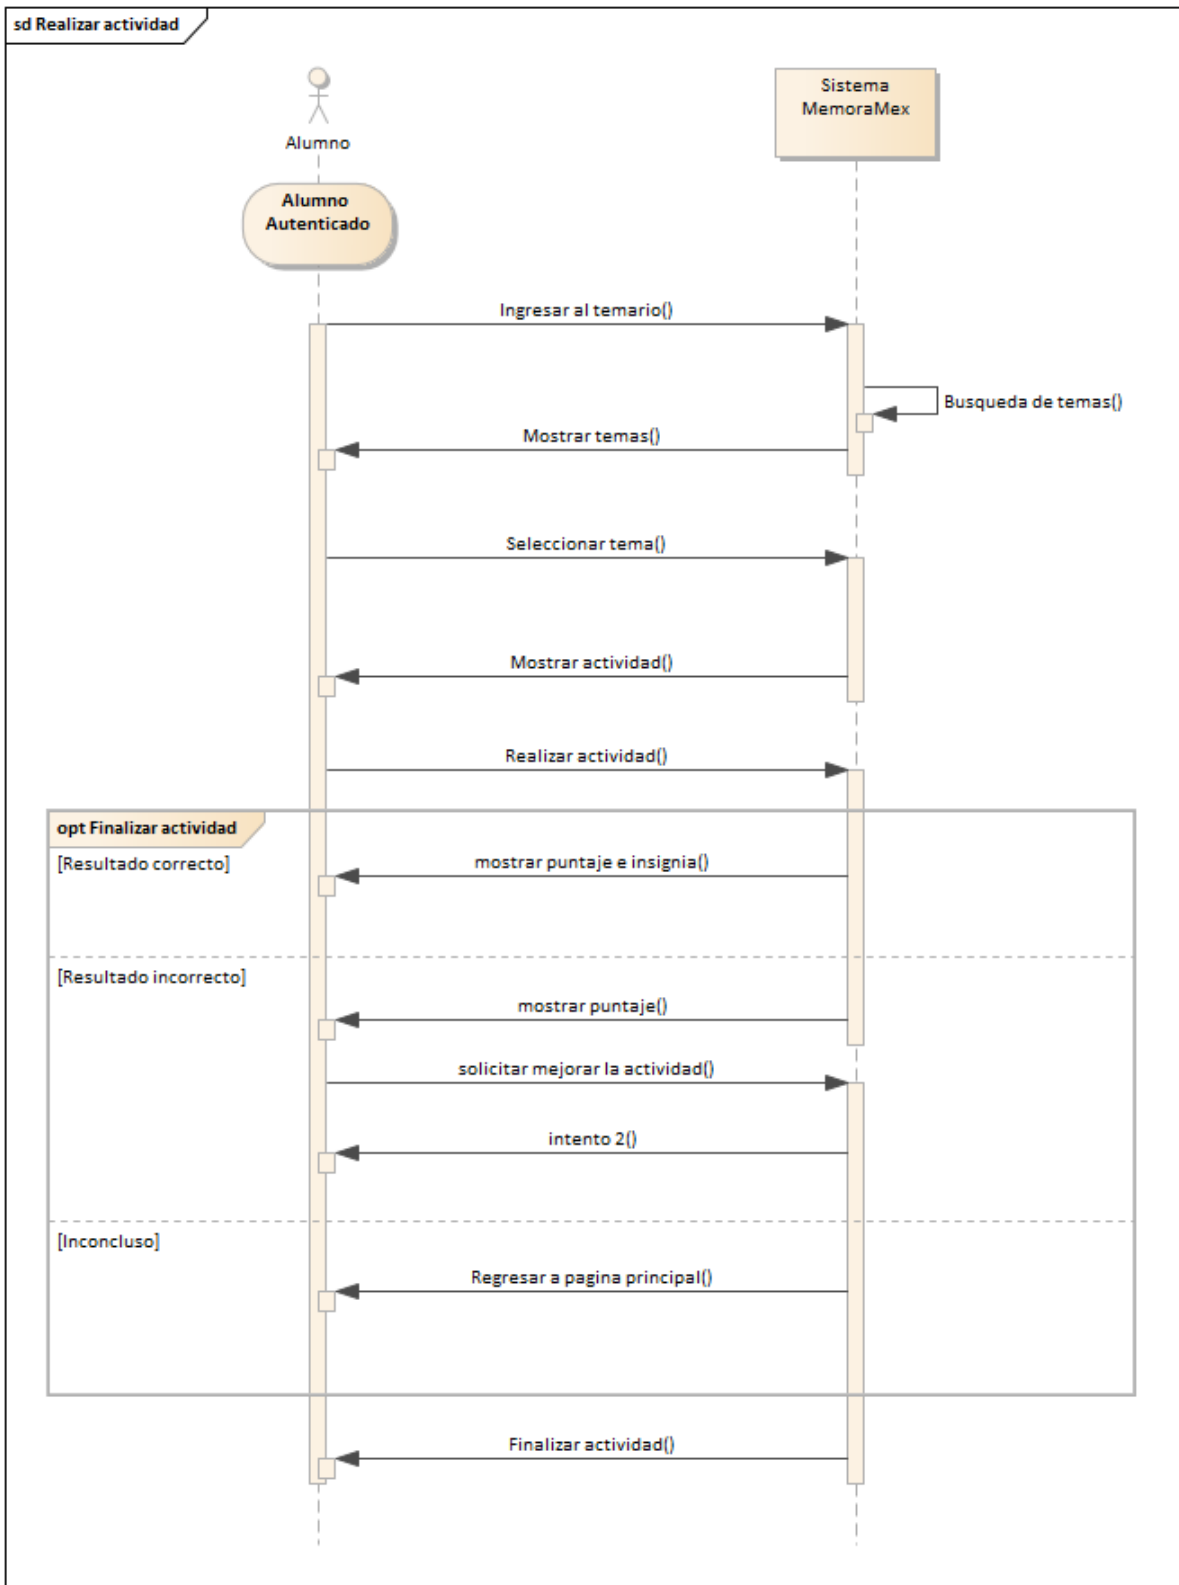 sd Realizar actividad
Sistema
MemoraMex
Alumno
Alumno
Autenticado
Ingresar al temario()
Busqueda de temas()
Mostrar temas()
Seleccionar tema()
Mostrar actividad()
Realizar actividad()
opt Finalizar actividad
[Resultado correcto]
mostrar puntaje e insignia()
[Resultado incorrecto]
mostrar puntaje()
solicitar mejorar la actividad()
intento 2()
[Inconcluso]
Regresar a pagina principal()
Finalizar actividad()